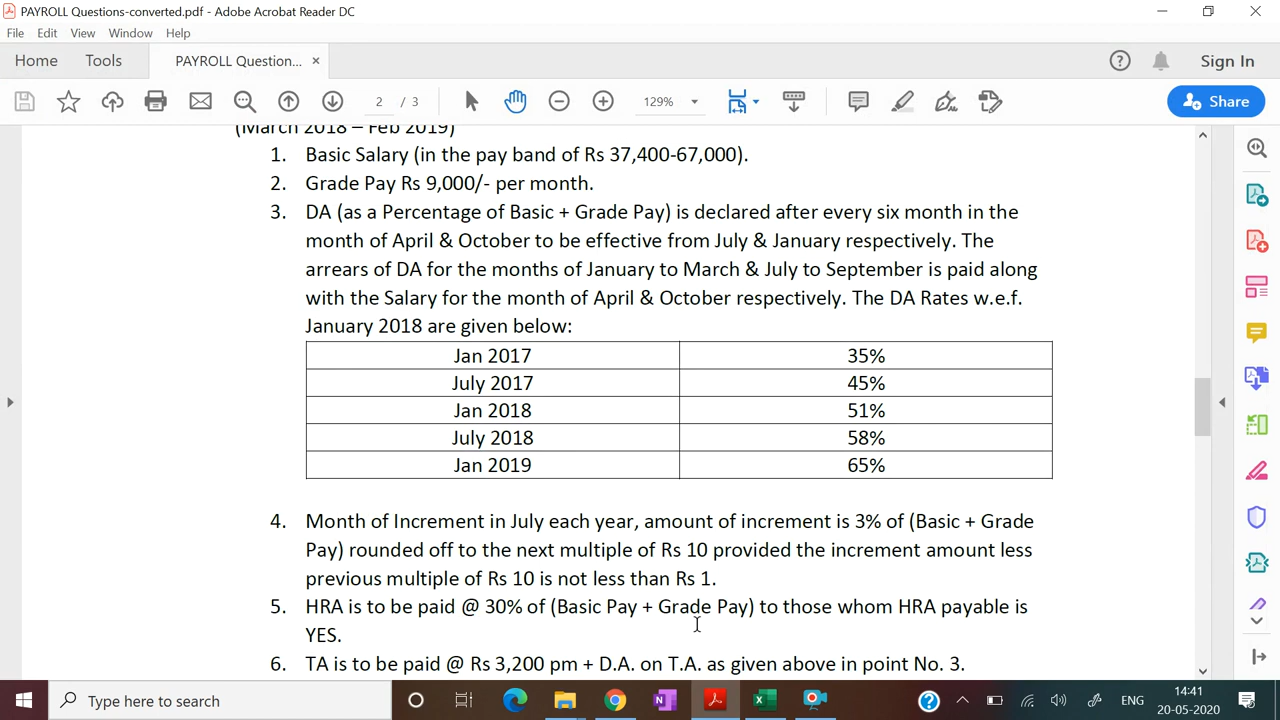 PAYROLL Questions-converted.pdf - Adobe Acrobat Reader DC
File Edit View Window Help
Home Tools PAYROLL Question... × Sign In
2 / 3 129% Share
(March 2018 – Feb 2019)
1. Basic Salary (in the pay band of Rs 37,400-67,000).
2. Grade Pay Rs 9,000/- per month.
3. DA (as a Percentage of Basic + Grade Pay) is declared after every six month in the
month of April & October to be effective from July & January respectively. The
arrears of DA for the months of January to March & July to September is paid along
with the Salary for the month of April & October respectively. The DA Rates w.e.f.
January 2018 are given below:
Jan 2017 35%
July 2017 45%
Jan 2018 51%
July 2018 58%
Jan 2019 65%
4. Month of Increment in July each year, amount of increment is 3% of (Basic + Grade
Pay) rounded off to the next multiple of Rs 10 provided the increment amount less
previous multiple of Rs 10 is not less than Rs 1.
5. HRA is to be paid @ 30% of (Basic Pay + Grade Pay) to those whom HRA payable is
YES.
6. TA is to be paid @ Rs 3,200 pm + D.A. on T.A. as given above in point No. 3.
Type here to search
ENG
14:41
20-05-2020